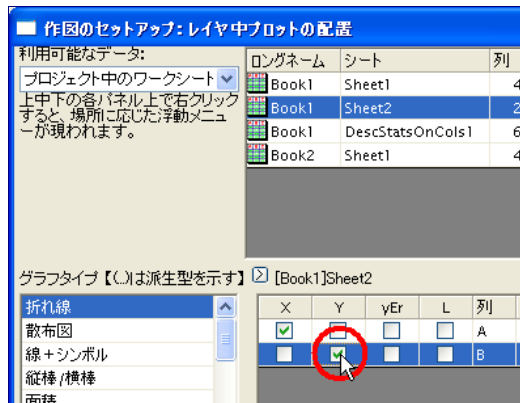 作図のセットアップ：レイヤ中プロットの配置
利用可能なデータ:
プロジェクト中のワークシート
上中下の各パネル上で右クリック
すると、場所に応じた浮動メニュ
ーが現われます。
ロングネーム シート 列
Book1 Sheet1 4
Book1 Sheet2 2
Book1 DescStatsOnCols1 6
Book2 Sheet1 4
グラフタイプ【(...)は派生型を示す】 [Book1]Sheet2
折れ線
散布図
線＋シンボル
縦棒/横棒
面積
X Y yEr L 列
A
B